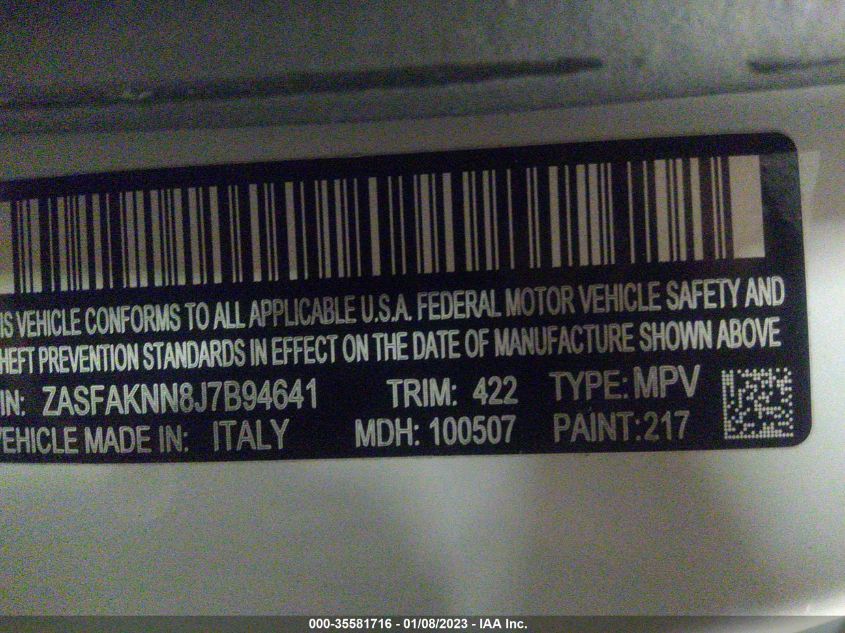 IS VEHICLE CONFORMS TO ALL APPLICABLE U.S.A. FEDERAL MOTOR VEHICLE SAFETY AND
HEFT PREVENTION STANDARDS IN EFFECT ON THE DATE OF MANUFACTURE SHOWN ABOVE
IN: ZASFAKNN8J7B94641 TRIM: 422 TYPE: MPV
VEHICLE MADE IN: ITALY MDH: 100507 PAINT:217
000-35581716 - 01/08/2023 - IAA Inc.